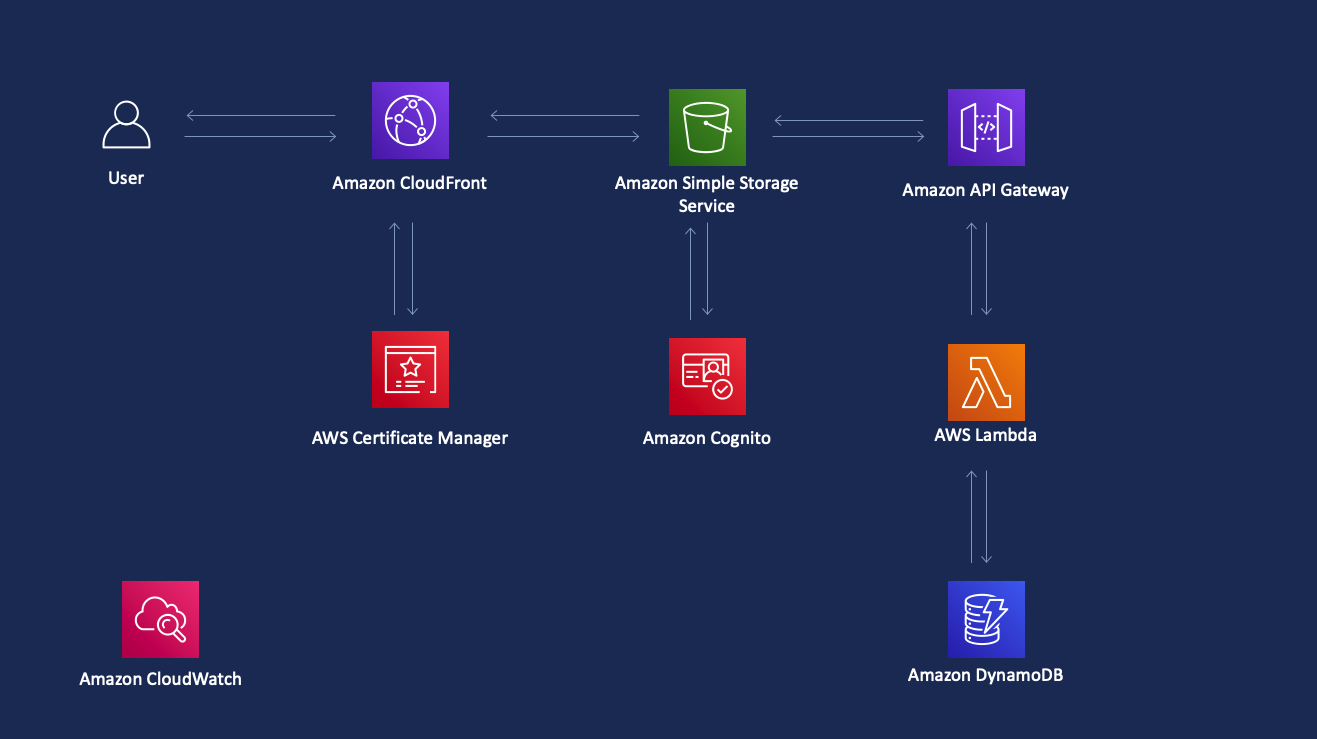 User
Amazon CloudFront
Amazon Simple Storage
Service
Amazon API Gateway
AWS Certificate Manager
Amazon Cognito
AWS Lambda
Amazon CloudWatch
Amazon DynamoDB